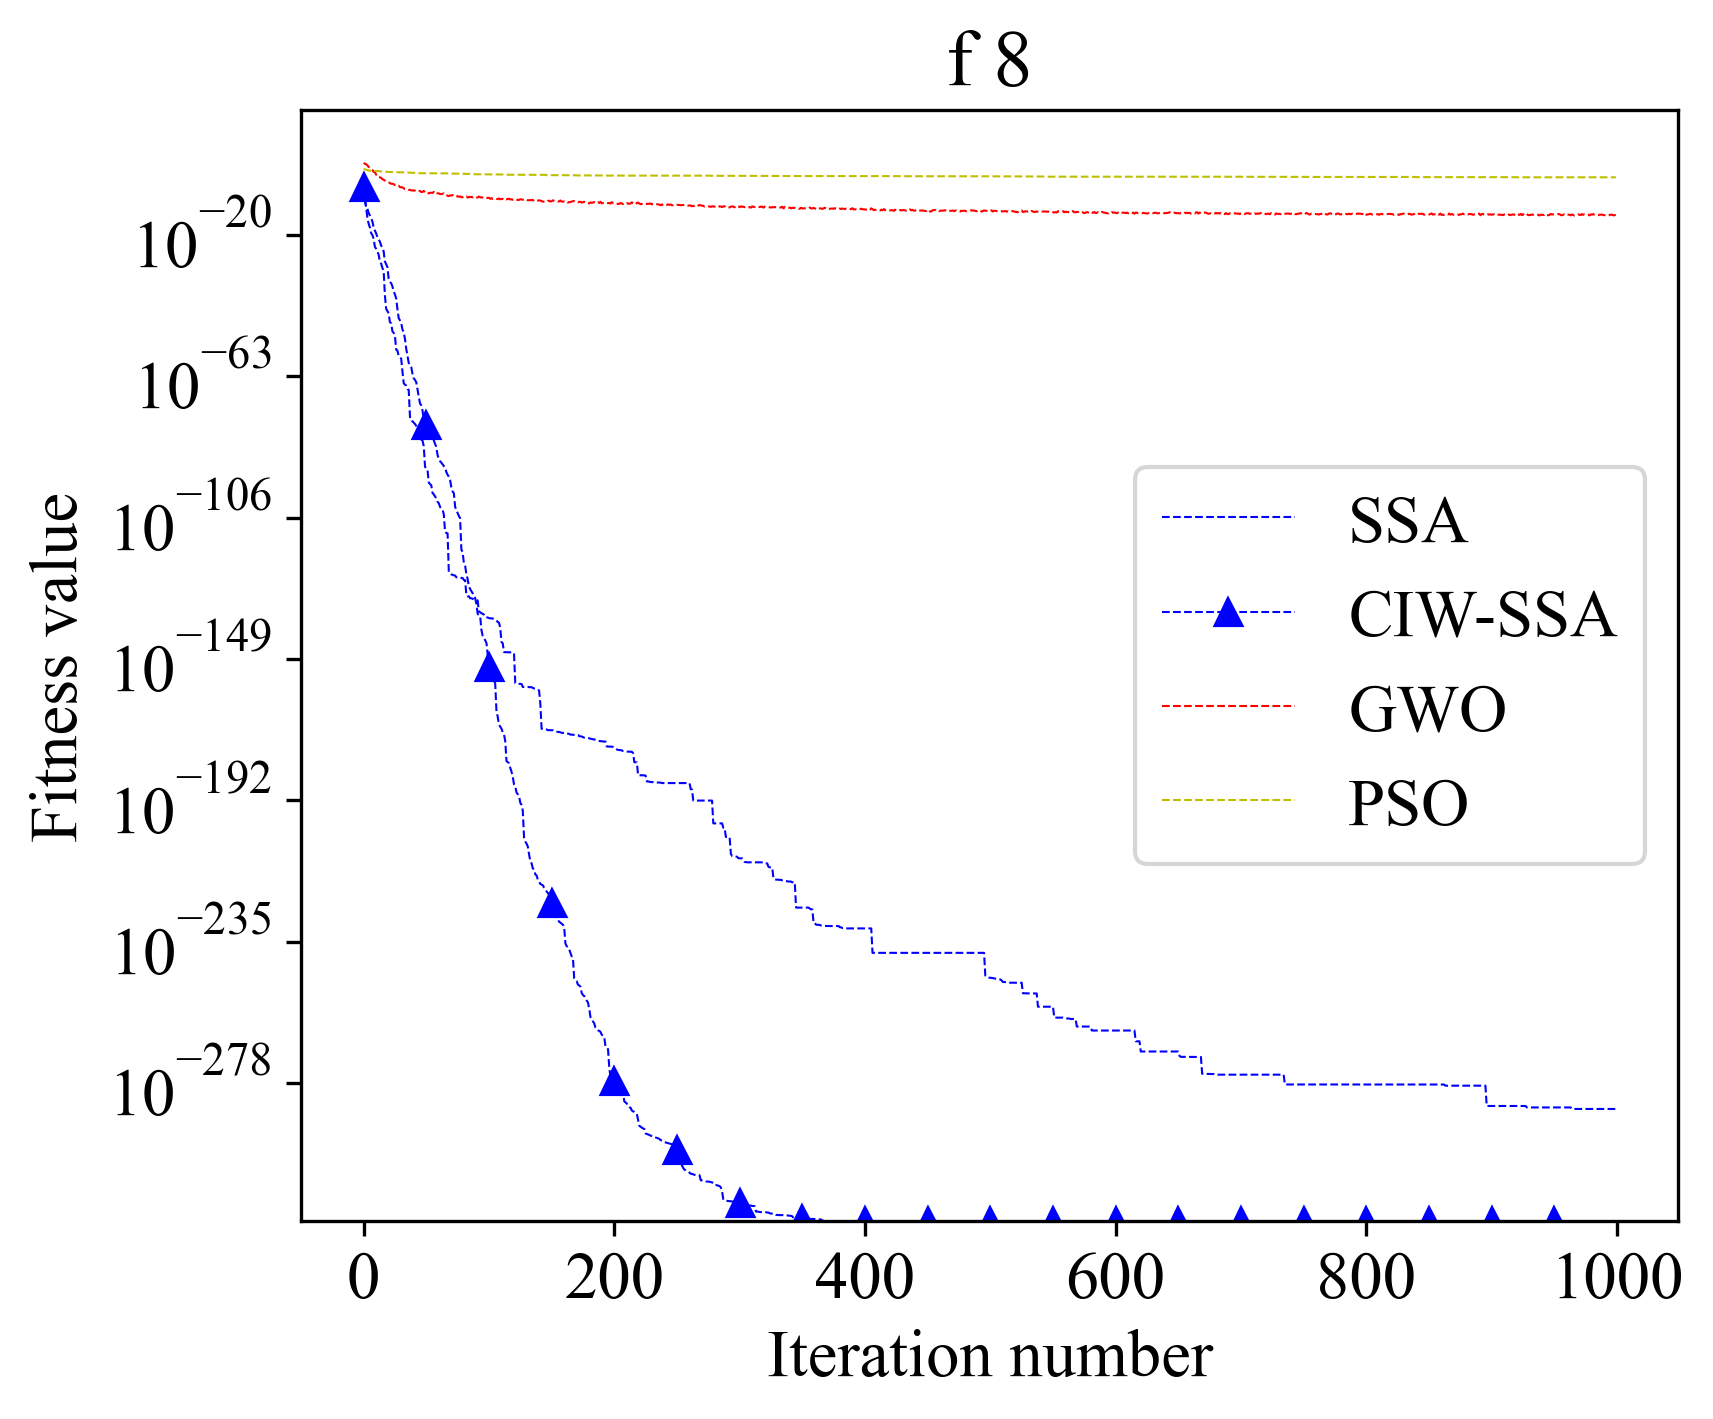 f 8
Fitness value
10⁻²⁰
10⁻⁶³
10⁻¹⁰⁶
10⁻¹⁴⁹
10⁻¹⁹²
10⁻²³⁵
10⁻²⁷⁸
SSA
CIW-SSA
GWO
PSO
0 200 400 600 800 1000
Iteration number